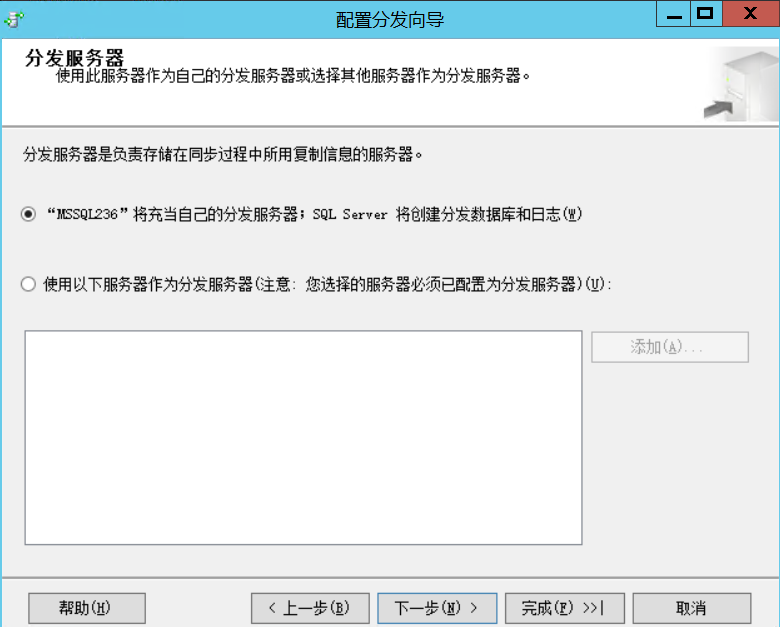 配置分发向导
分发服务器
使用此服务器作为自己的分发服务器或选择其他服务器作为分发服务器。
分发服务器是负责存储在同步过程中所用复制信息的服务器。
“MSSQL236”将充当自己的分发服务器；SQL Server 将创建分发数据库和日志(W)
使用以下服务器作为分发服务器(注意: 您选择的服务器必须已配置为分发服务器)(U):
添加(A)...
帮助(H) < 上一步(B) 下一步(N) > 完成(F) >>| 取消